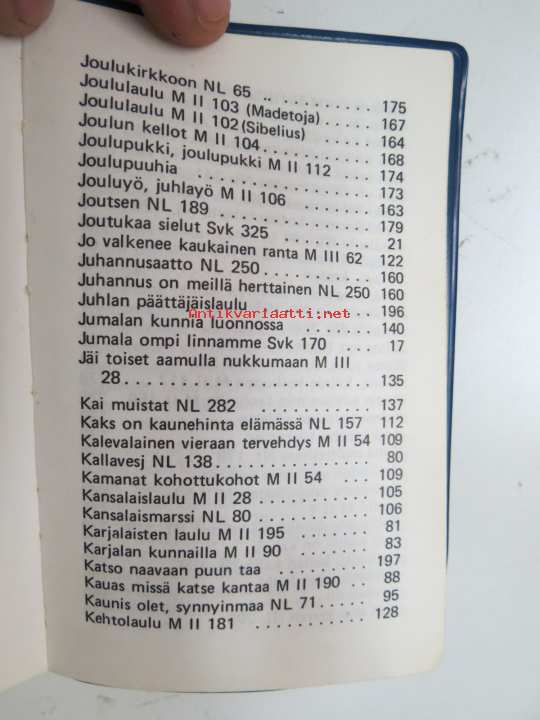 Joulukirkkoon NL 65 .. .......... 175
Joululaulu M II 103 (Madetoja) .... 167
Joululaulu M II 102 (Sibelius) ..... 164
Joulun kellot M II 104 ............ 168
Joulupukki, joulupukki M II 112 .... 174
Joulupuuhia .................. 173
Jouluyö, juhlayö M II 106 ......... 163
Joutsen NL 189 ................ 179
Joutukaa sielut Svk 325 .......... 21
Jo valkenee kaukainen ranta M III 62 122
Juhannusaatto NL 250 ............ 160
Juhannus on meillä herttainen NL 250 160
Juhlan päättäjäislaulu ........... 196
Antikvariaatti.net
Jumalan kunnia luonnossa ....... 140
Jumala ompi linnamme Svk 170 .... 17
Jäi toiset aamulla nukkumaan M III
28 .......................... 135
Kai muistat NL 282 ............ 137
Kaks on kaunehinta elämässä NL 157 112
Kalevalainen vieraan tervehdys M II 54 109
Kallavesj NL 138 ................ 80
Kamanat kohottukohot M II 54 ... 109
Kansalaislaulu M II 28 ........... 105
Kansalaismarssi NL 80 ............ 106
Karjalaisten laulu M II 195 ........ 81
Karjalan kunnailla M II 90 ........ 83
Katso naavaan puun taa .......... 197
Kauas missä katse kantaa M II 190 .. 88
Kaunis olet, synnyinmaa NL 71 ..... 95
Kehtolaulu M II 181 ........... 128